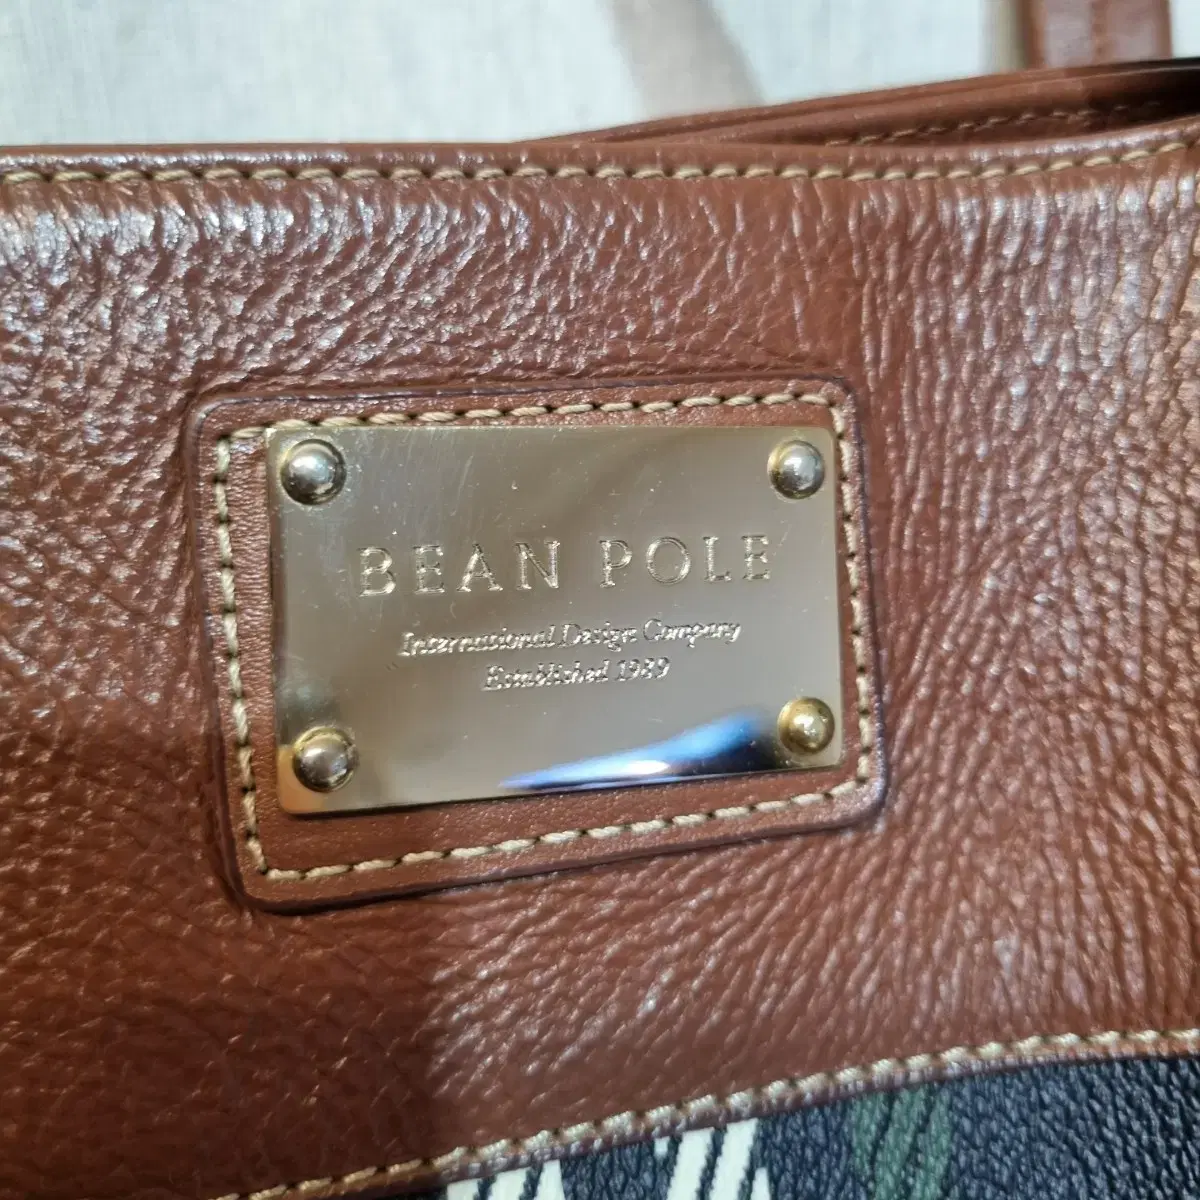 BEAN POLE
International Design Company
Established 1989